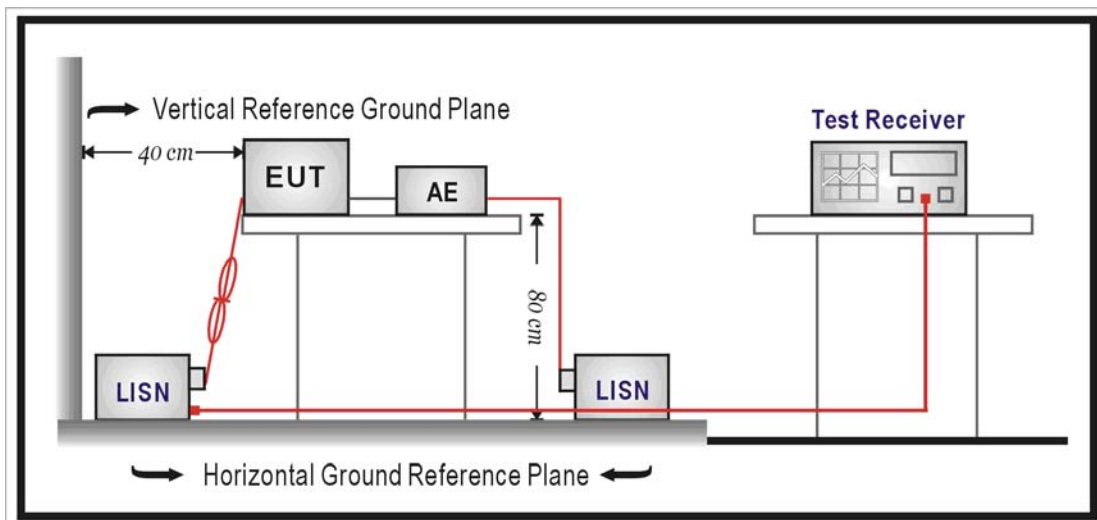 Vertical Reference Ground Plane
40 cm
EUT
AE
Test Receiver
80 cm
LISN
LISN
Horizontal Ground Reference Plane